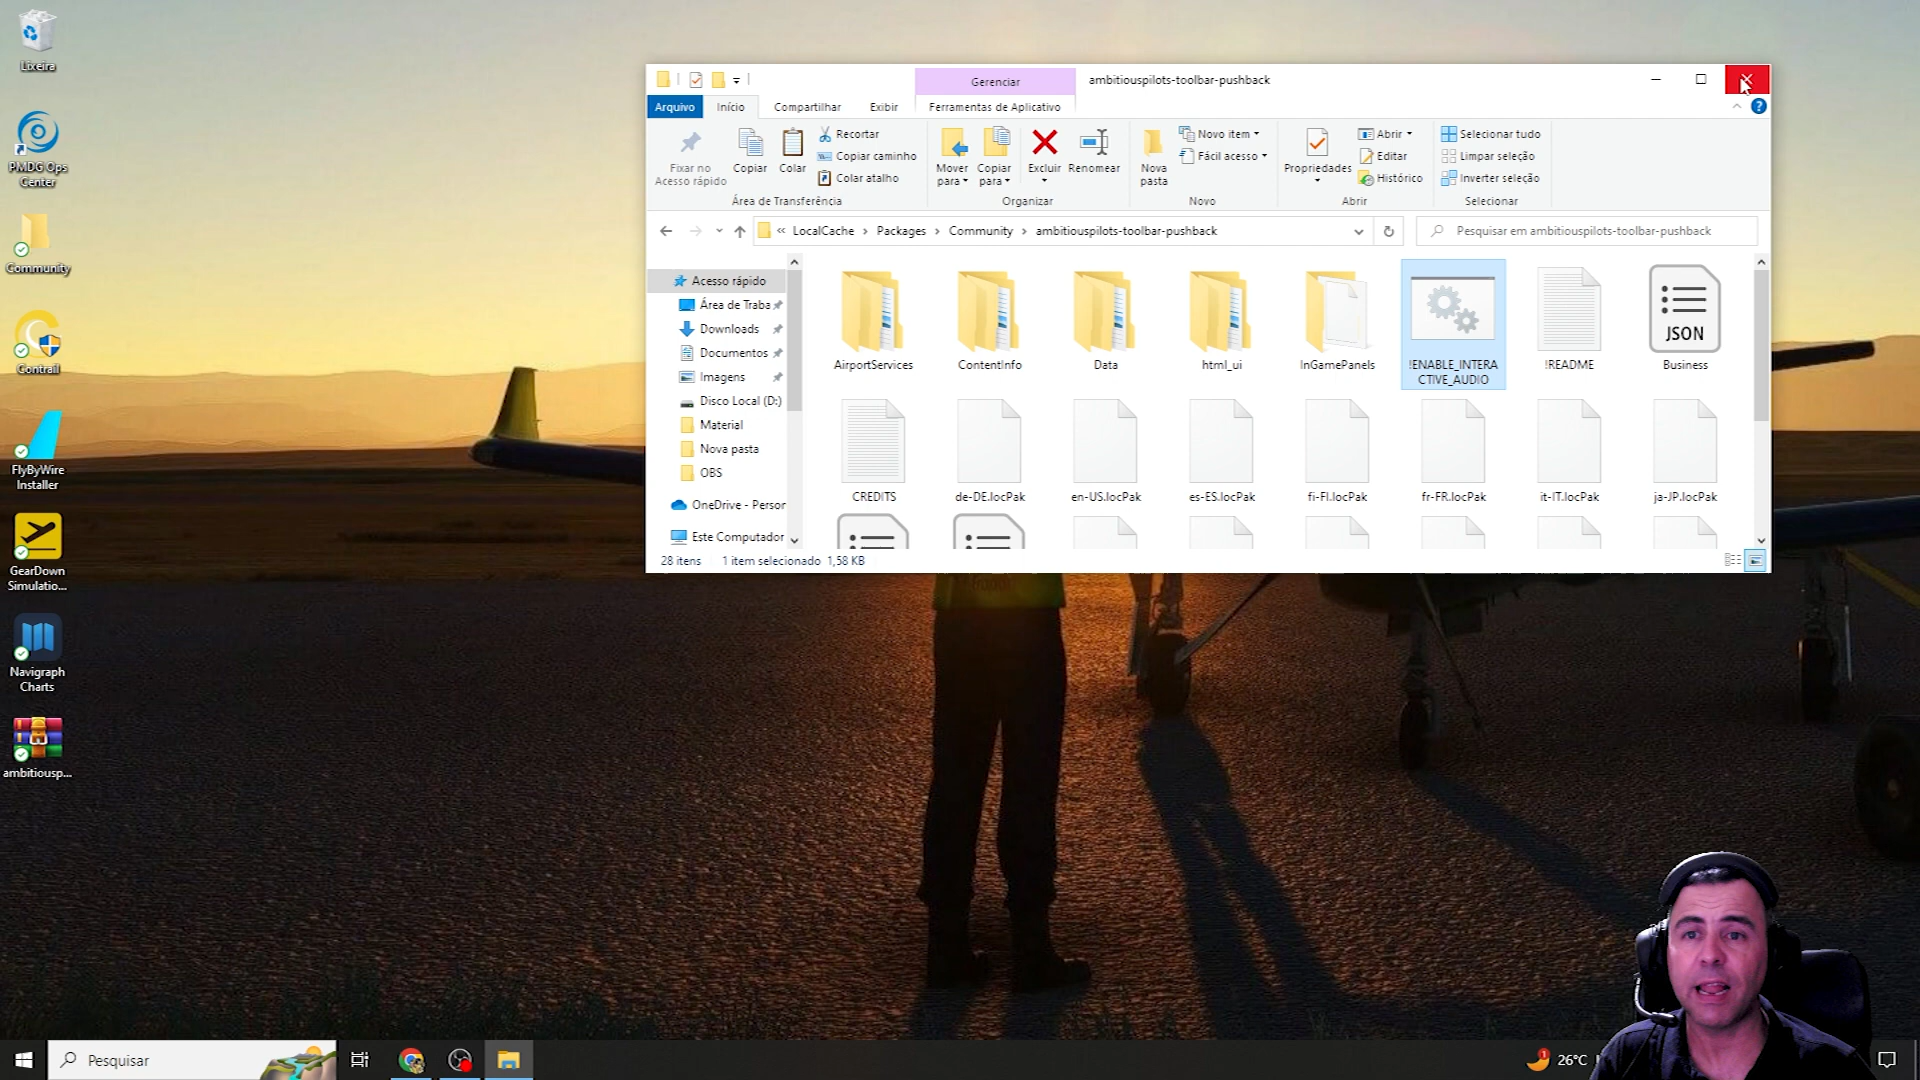 Lixeira
PMDG Ops
Center
Community
Contrail
FlyByWire
Installer
GearDown
Simulatio...
Navigraph
Charts
ambitiousp...
Gerenciar
ambitiouspilots-toolbar-pushback
Arquivo
Início
Compartilhar
Exibir
Ferramentas de Aplicativo
Fixar no
Acesso rápido
Copiar
Colar
Recortar
Copiar caminho
Colar atalho
Área de Transferência
Mover
para
Copiar
para
Excluir
Renomear
Organizar
Nova
pasta
Novo item
Fácil acesso
Novo
Propriedades
Abrir
Editar
Histórico
Abrir
Selecionar tudo
Limpar seleção
Inverter seleção
Selecionar
« LocalCache > Packages > Community > ambitiouspilots-toolbar-pushback
Pesquisar em ambitiouspilots-toolbar-pushback
Acesso rápido
Área de Traba
Downloads
Documentos
Imagens
Disco Local (D:)
Material
Nova pasta
OBS
OneDrive - Person
Este Computador
AirportServices
ContentInfo
Data
html_ui
InGamePanels
!ENABLE_INTERA
CTIVE_AUDIO
!README
JSON
Business
CREDITS
de-DE.locPak
en-US.locPak
es-ES.locPak
fi-FI.locPak
fr-FR.locPak
it-IT.locPak
ja-JP.locPak
28 itens
1 item selecionado 1,58 KB
Pesquisar
1
26°C